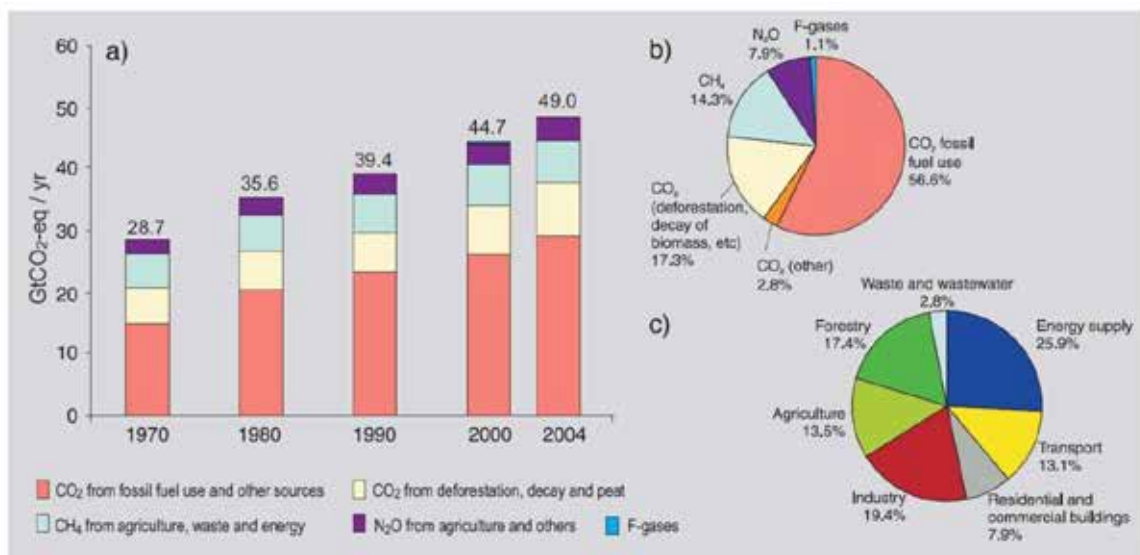 a)
60
50
40
30
20
10
0
GtCO₂-eq / yr
28.7
35.6
39.4
44.7
49.0
1970
1980
1990
2000
2004
CO₂ from fossil fuel use and other sources
CO₂ from deforestation, decay and peat
CH₄ from agriculture, waste and energy
N₂O from agriculture and others
F-gases
b)
F-gases
1.1%
N₂O
7.9%
CH₄
14.3%
CO₂ fossil
fuel use
56.6%
CO₂
(deforestation,
decay of
biomass, etc)
17.3%
CO₂ (other)
2.8%
c)
Waste and wastewater
2.8%
Forestry
17.4%
Energy supply
25.9%
Agriculture
13.5%
Transport
13.1%
Industry
19.4%
Residential and
commercial buildings
7.9%